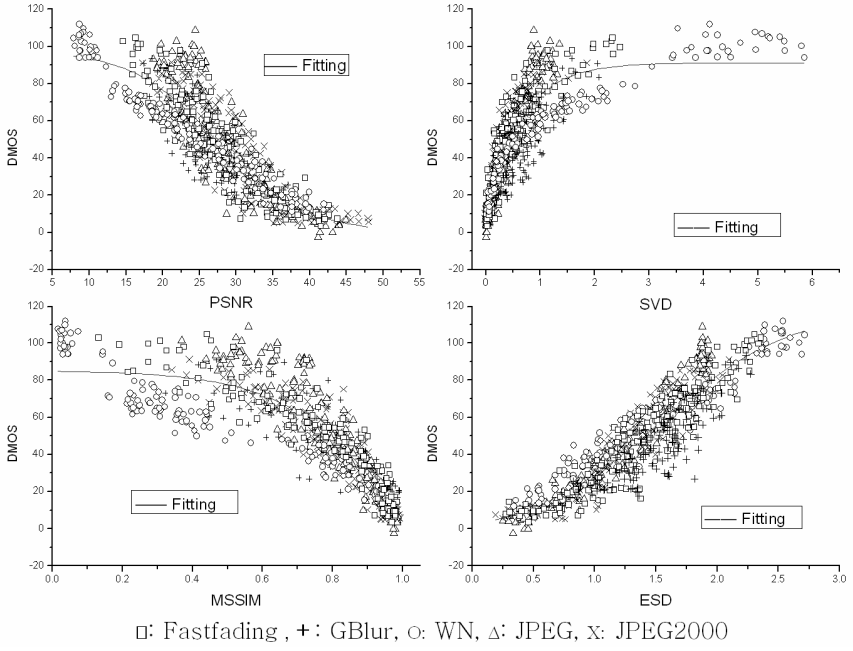 120
100
80
60
40
20
0
-20
DMOS
Fitting
5 10 15 20 25 30 35 40 45 50 55
PSNR
120
100
80
60
40
20
0
-20
DMOS
Fitting
0 1 2 3 4 5 6
SVD
120
100
80
60
40
20
0
-20
DMOS
Fitting
0.0 0.2 0.4 0.6 0.8 1.0
MSSIM
120
100
80
60
40
20
0
-20
DMOS
Fitting
0.0 0.5 1.0 1.5 2.0 2.5 3.0
ESD
□: Fastfading , +: GBlur, ○: WN, △: JPEG, x: JPEG2000